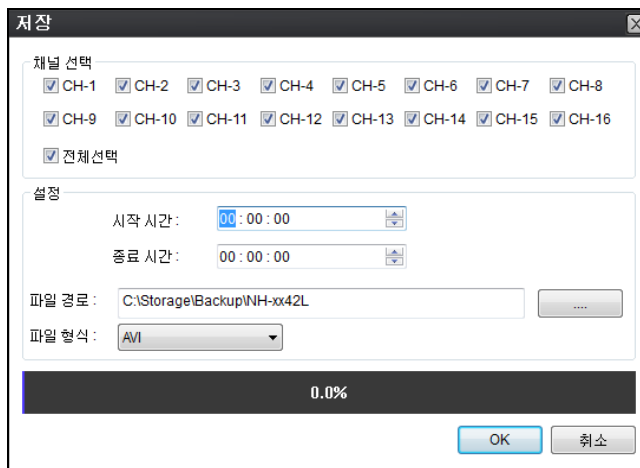 저장
채널 선택
CH-1 CH-2 CH-3 CH-4 CH-5 CH-6 CH-7 CH-8
CH-9 CH-10 CH-11 CH-12 CH-13 CH-14 CH-15 CH-16
전체선택
설정
시작 시간 : 00 : 00 : 00
종료 시간 : 00 : 00 : 00
파일 경로 : C:\Storage\Backup\NH-xx42L ....
파일 형식 : AVI
0.0%
OK 취소